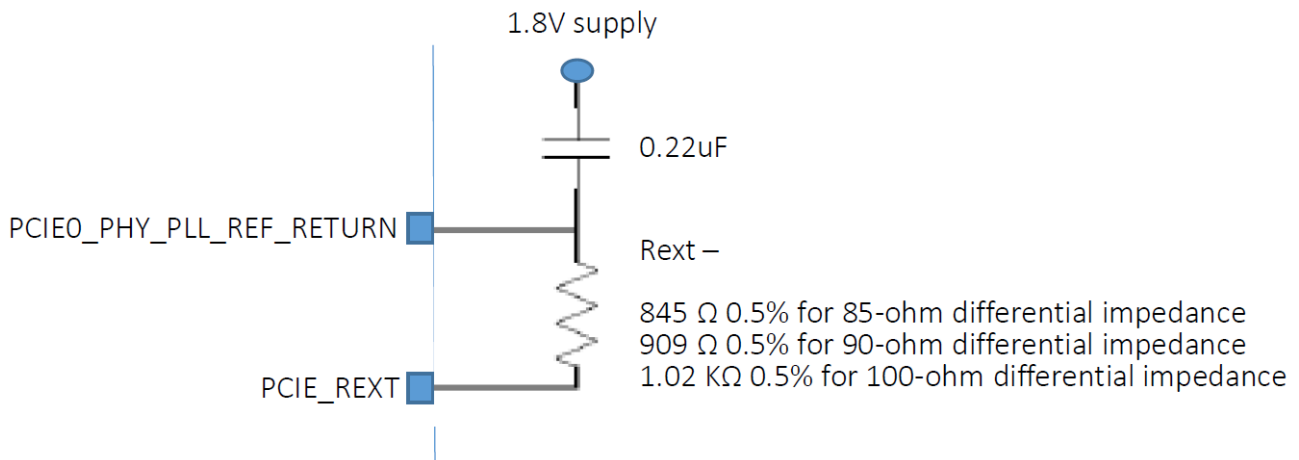 1.8V supply
0.22uF
PCIE0_PHY_PLL_REF_RETURN
Rext –
845 Ω 0.5% for 85-ohm differential impedance
909 Ω 0.5% for 90-ohm differential impedance
1.02 KΩ 0.5% for 100-ohm differential impedance
PCIE_REXT